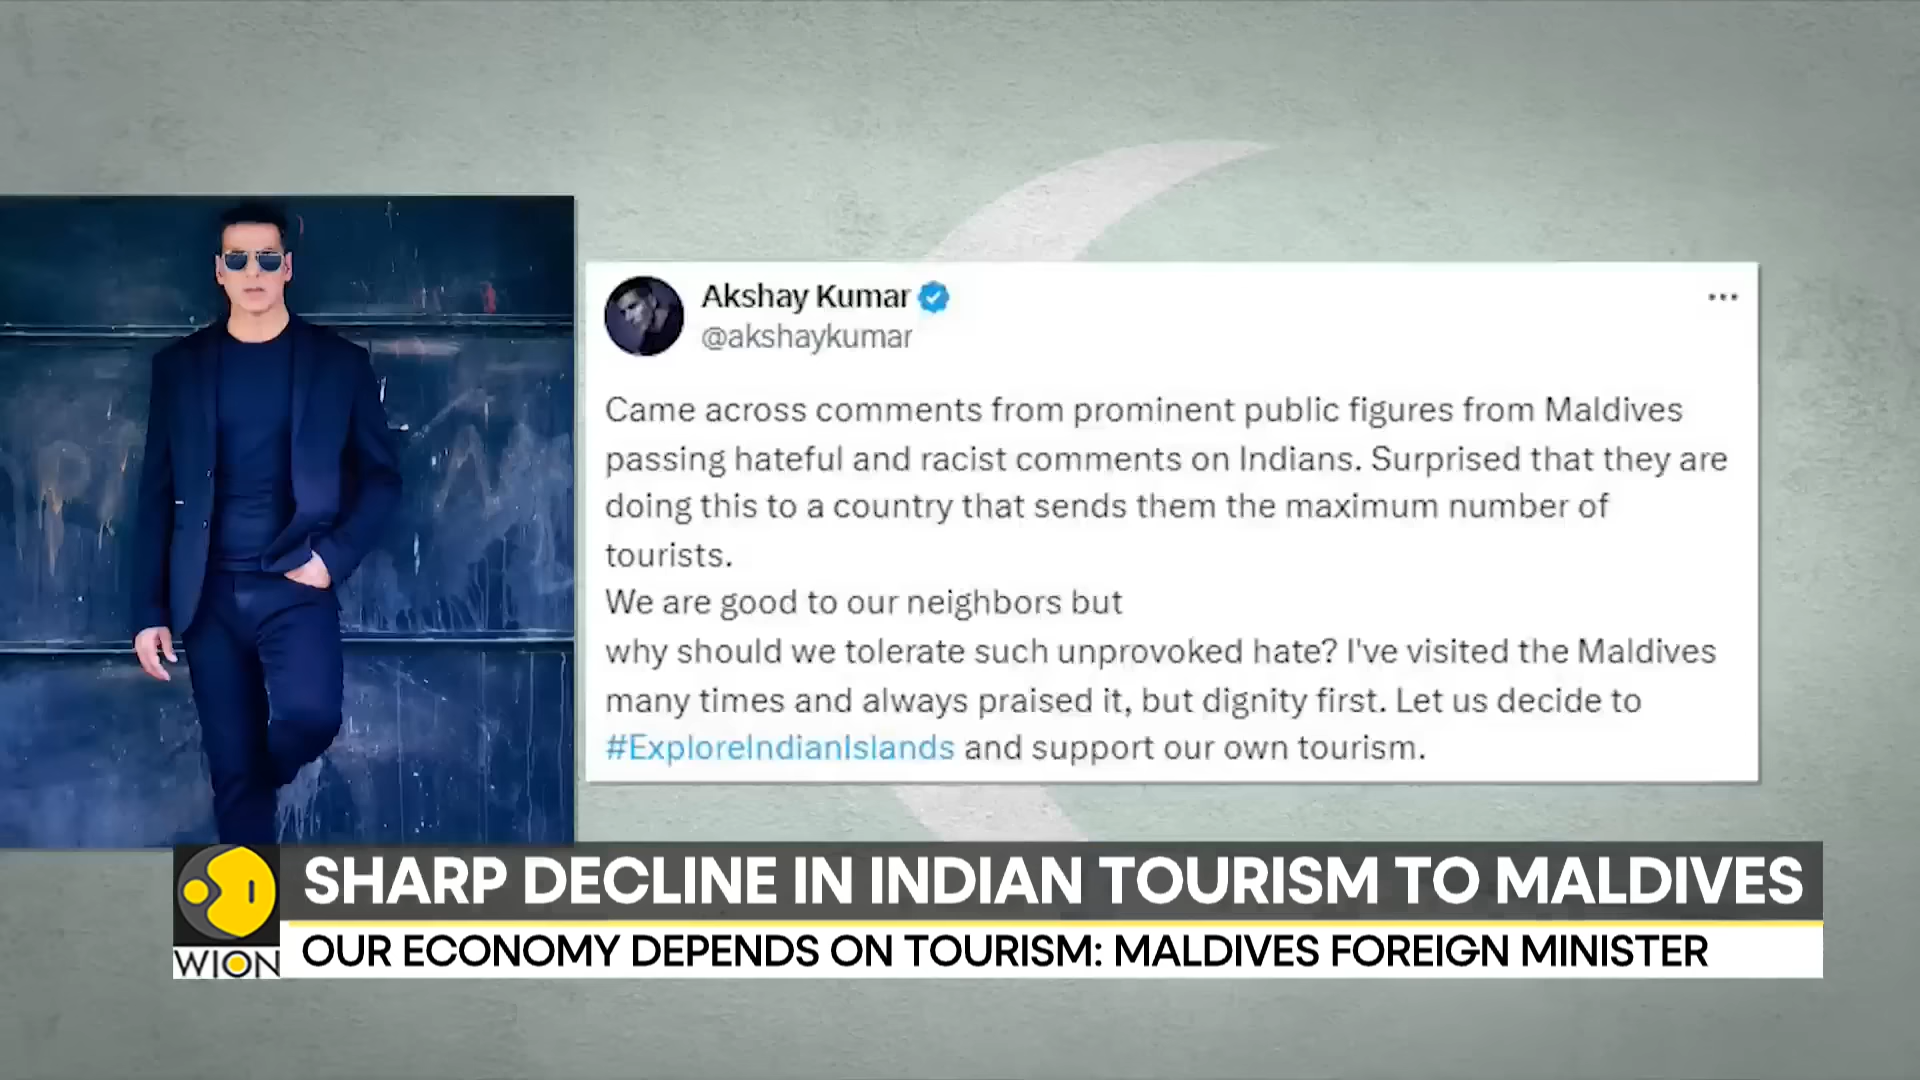 Akshay Kumar
@akshaykumar
Came across comments from prominent public figures from Maldives
passing hateful and racist comments on Indians. Surprised that they are
doing this to a country that sends them the maximum number of
tourists.
We are good to our neighbors but
why should we tolerate such unprovoked hate? I've visited the Maldives
many times and always praised it, but dignity first. Let us decide to
#ExploreIndianIslands and support our own tourism.
SHARP DECLINE IN INDIAN TOURISM TO MALDIVES
OUR ECONOMY DEPENDS ON TOURISM: MALDIVES FOREIGN MINISTER
WION